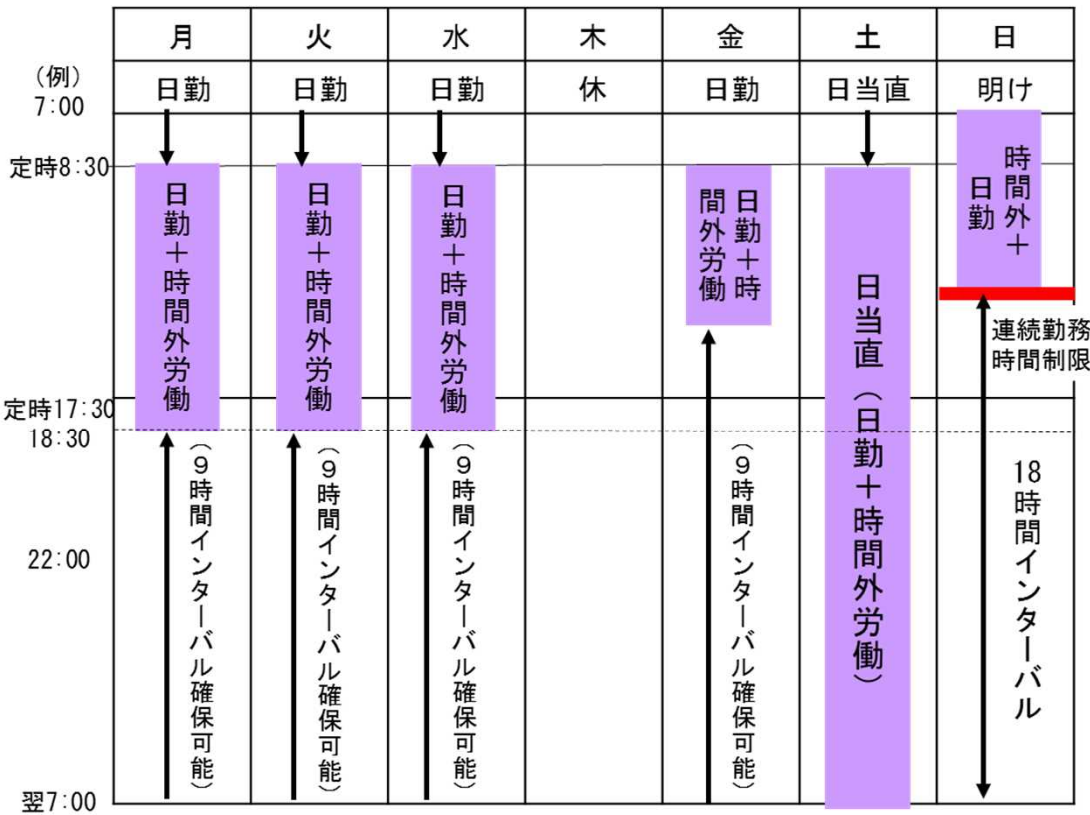 月 火 水 木 金 土 日
(例)
7:00
日勤 日勤 日勤 休 日勤 日当直 明け
定時8:30
日勤＋時間外労働
日勤＋時間外労働
日勤＋時間外労働
日勤＋時
間外労働
日当直（日勤＋時間外労働）
時間外＋
日勤
連続勤務
時間制限
定時17:30
18:30
22:00
翌7:00
（９時間インターバル確保可能）
（９時間インターバル確保可能）
（９時間インターバル確保可能）
（９時間インターバル確保可能）
18時間インターバル